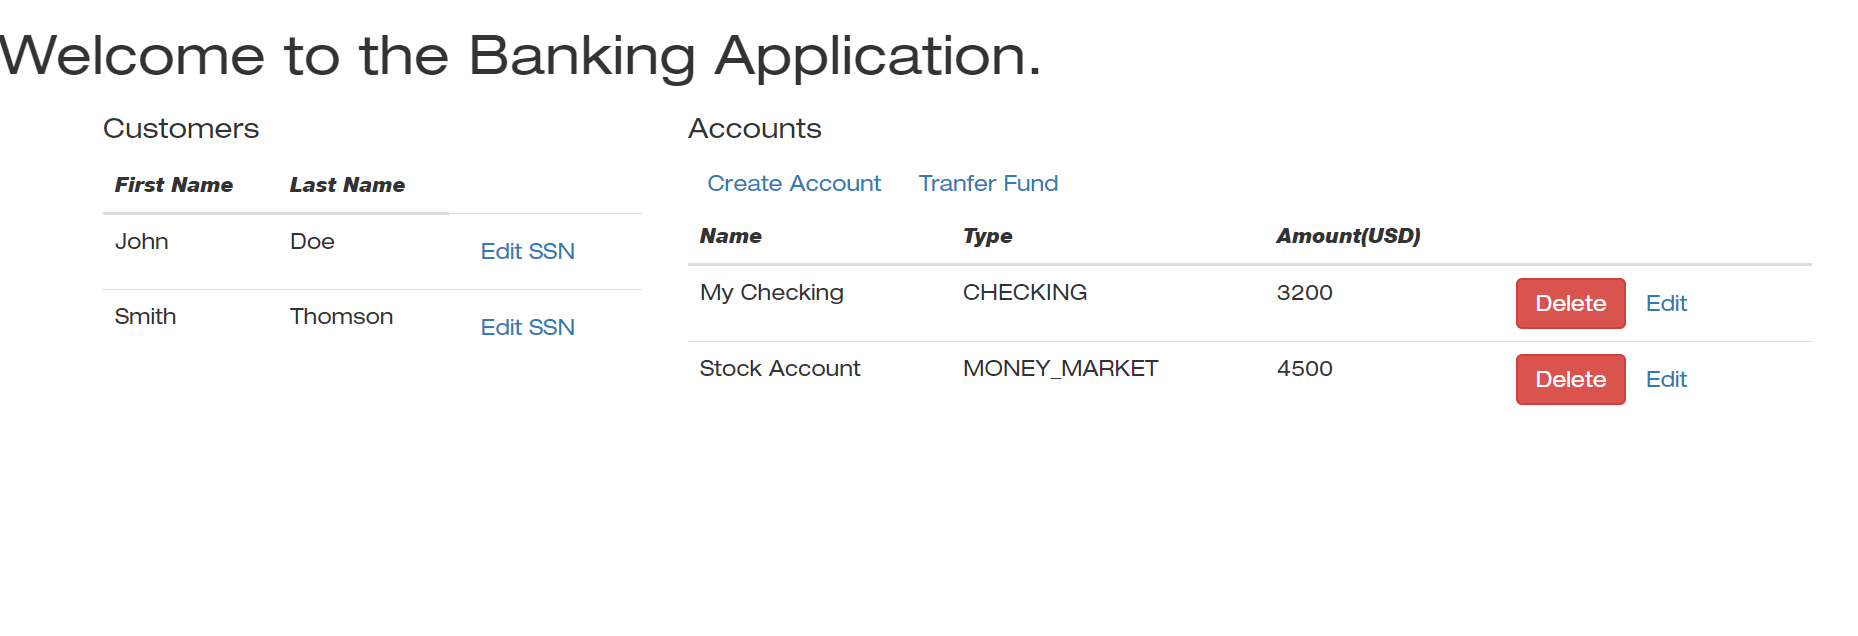 Welcome to the Banking Application.
Customers
First Name Last Name
John Doe Edit SSN
Smith Thomson Edit SSN
Accounts
Create Account Tranfer Fund
Name Type Amount(USD)
My Checking CHECKING 3200 Delete Edit
Stock Account MONEY_MARKET 4500 Delete Edit